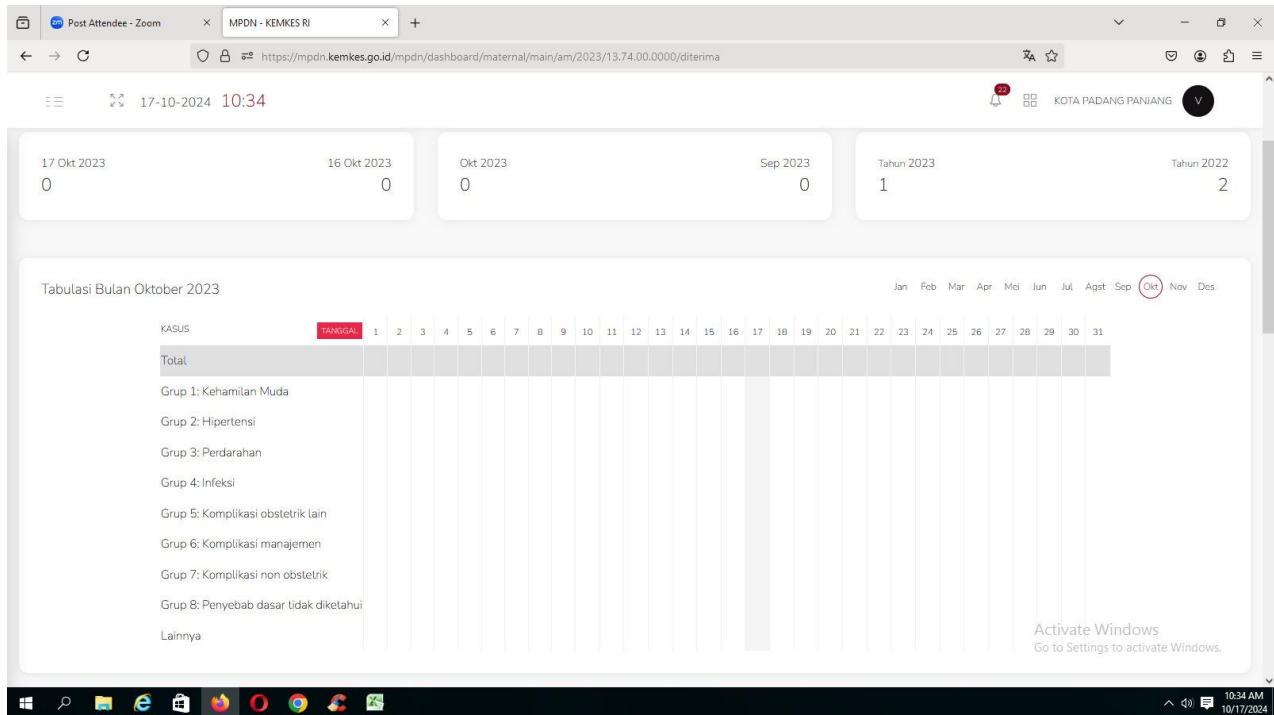 Post Attendee - Zoom
MPDN - KEMKES RI
https://mpdn.kemkes.go.id/mpdn/dashboard/maternal/main/am/2023/13.74.00.0000/diterima
17-10-2024 10:34
22
KOTA PADANG PANJANG V
17 Okt 2023 16 Okt 2023 Okt 2023 Sep 2023 Tahun 2023 Tahun 2022
0 0 0 0 1 2
Tabulasi Bulan Oktober 2023
Jan Feb Mar Apr Mei Jun Jul Agst Sep Okt Nov Des
KASUS TANGGAL 1 2 3 4 5 6 7 8 9 10 11 12 13 14 15 16 17 18 19 20 21 22 23 24 25 26 27 28 29 30 31
Total
Grup 1: Kehamilan Muda
Grup 2: Hipertensi
Grup 3: Perdarahan
Grup 4: Infeksi
Grup 5: Komplikasi obstetrik lain
Grup 6: Komplikasi manajemen
Grup 7: Komplikasi non obstetrik
Grup 8: Penyebab dasar tidak diketahui
Lainnya
Activate Windows
Go to Settings to activate Windows.
10:34 AM
10/17/2024